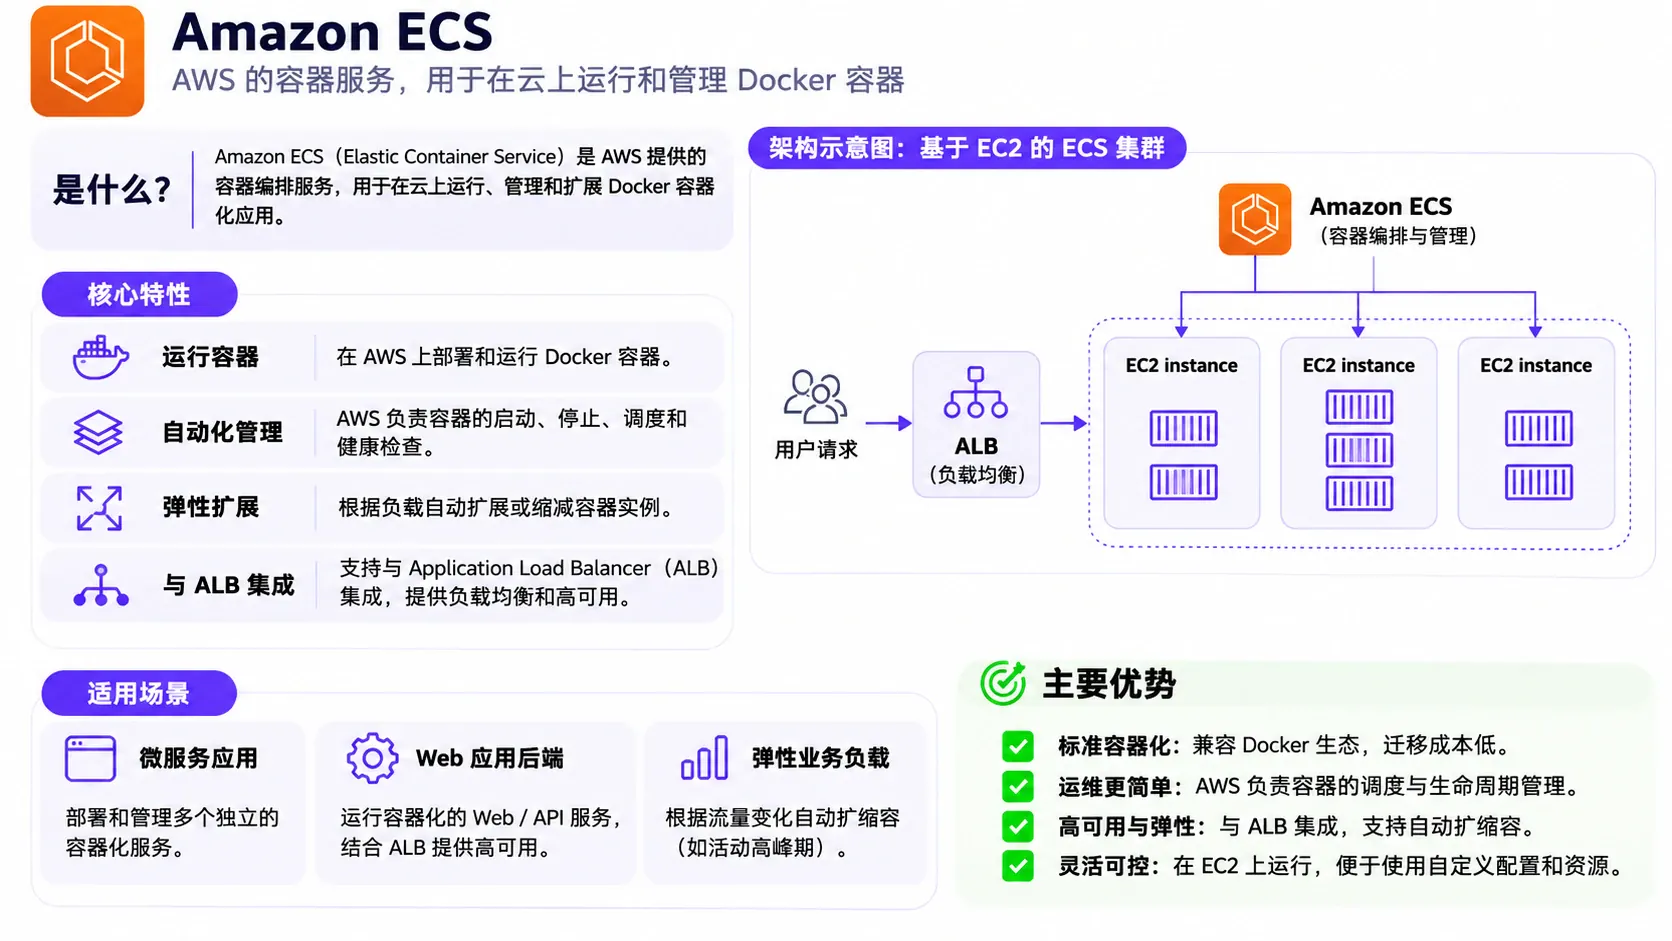 Amazon ECS
AWS 的容器服务，用于在云上运行和管理 Docker 容器
是什么？
Amazon ECS（Elastic Container Service）是 AWS 提供的
容器编排服务，用于在云上运行、管理和扩展 Docker 容器
化应用。
核心特性
运行容器
在 AWS 上部署和运行 Docker 容器。
自动化管理
AWS 负责容器的启动、停止、调度和
健康检查。
弹性扩展
根据负载自动扩展或缩减容器实例。
与 ALB 集成
支持与 Application Load Balancer（ALB）
集成，提供负载均衡和高可用。
架构示意图：基于 EC2 的 ECS 集群
Amazon ECS
（容器编排与管理）
用户请求
ALB
（负载均衡）
EC2 instance
EC2 instance
EC2 instance
适用场景
微服务应用
部署和管理多个独立的
容器化服务。
Web 应用后端
运行容器化的 Web / API 服务，
结合 ALB 提供高可用。
弹性业务负载
根据流量变化自动扩缩容
（如活动高峰期）。
主要优势
标准容器化：兼容 Docker 生态，迁移成本低。
运维更简单：AWS 负责容器的调度与生命周期管理。
高可用与弹性：与 ALB 集成，支持自动扩缩容。
灵活可控：在 EC2 上运行，便于使用自定义配置和资源。